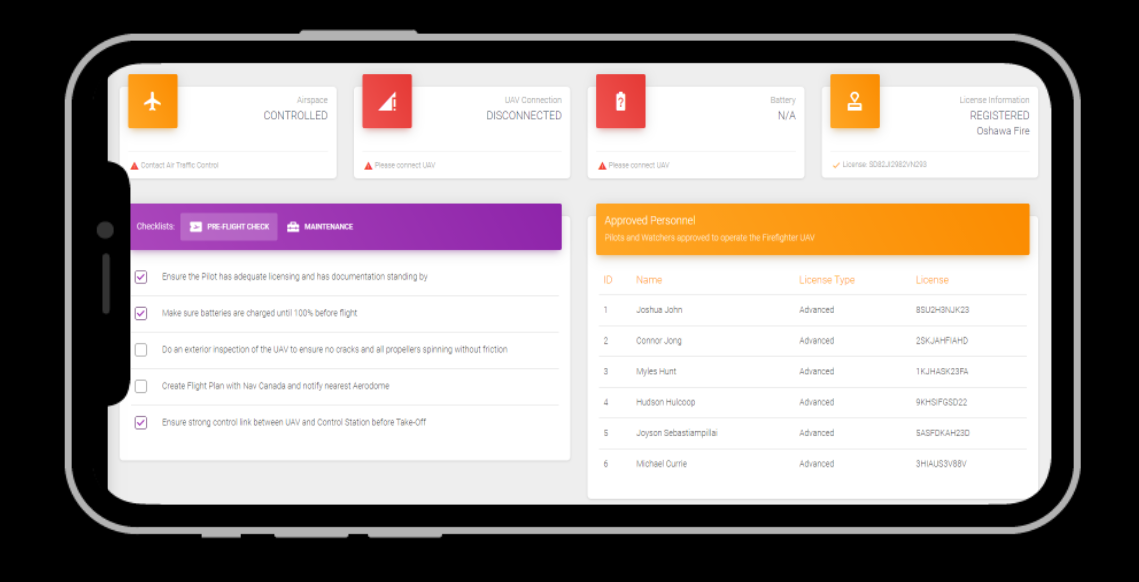 Airspace
CONTROLLED
Contact Air Traffic Control
UAV Connection
DISCONNECTED
Please connect UAV
Battery
N/A
Please connect UAV
License Information
REGISTERED
Oshawa Fire
License: SD82JI2982VN293
Checklists: PRE-FLIGHT CHECK MAINTENANCE
Ensure the Pilot has adequate licensing and has documentation standing by
Make sure batteries are charged until 100% before flight
Do an exterior inspection of the UAV to ensure no cracks and all propellers spinning without friction
Create Flight Plan with Nav Canada and notify nearest Aerodome
Ensure strong control link between UAV and Control Station before Take-Off
Approved Personnel
Pilots and Watchers approved to operate the Firefighter UAV
ID Name License Type License
1 Joshua John Advanced 8SU2H3NJK23
2 Connor Jong Advanced 2SKJAHFIAHD
3 Myles Hunt Advanced 1KJHASK23FA
4 Hudson Hulcoop Advanced 9KHSIFGSD22
5 Joyson Sebastiampillai Advanced 5ASFDKAH23D
6 Michael Currie Advanced 3HIAUS3V88V